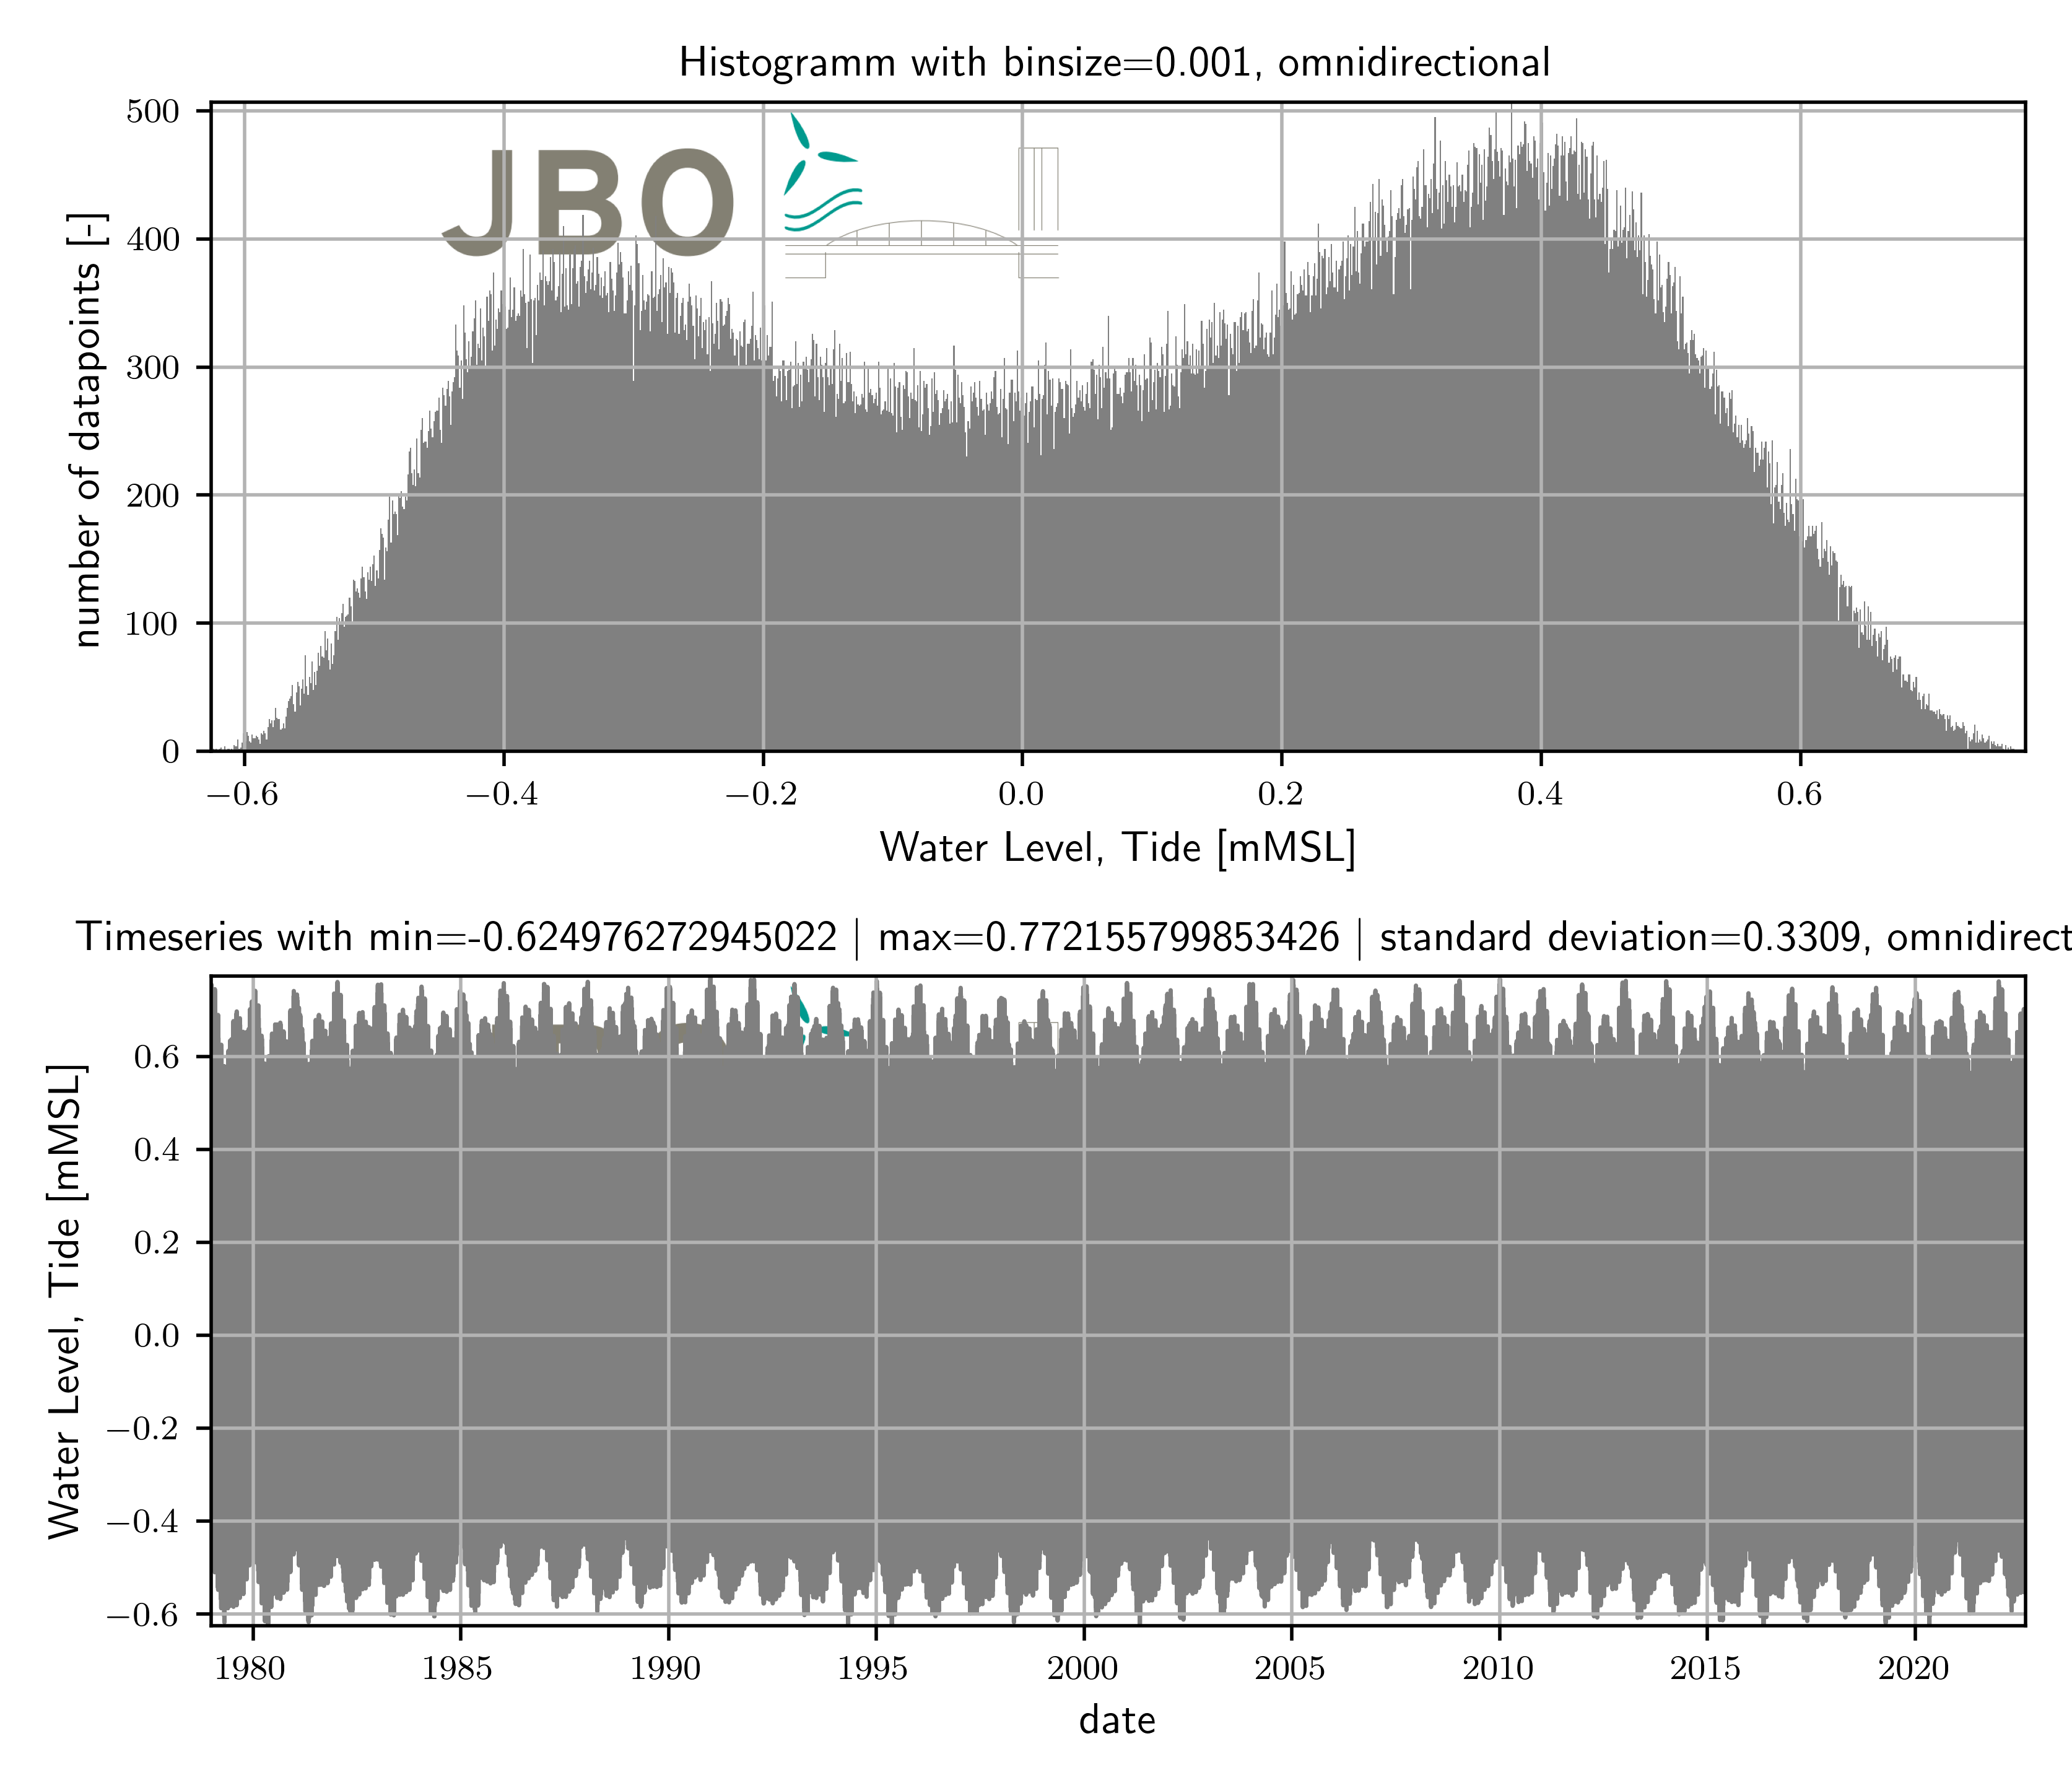 Histogramm with binsize=0.001, omnidirectional
500
400
300
200
100
0
number of datapoints [-]
JBO
−0.6 −0.4 −0.2 0.0 0.2 0.4 0.6
Water Level, Tide [mMSL]
Timeseries with min=-0.624976272945022 | max=0.772155799853426 | standard deviation=0.3309, omnidirect
0.6
0.4
0.2
0.0
−0.2
−0.4
−0.6
Water Level, Tide [mMSL]
1980 1985 1990 1995 2000 2005 2010 2015 2020
date